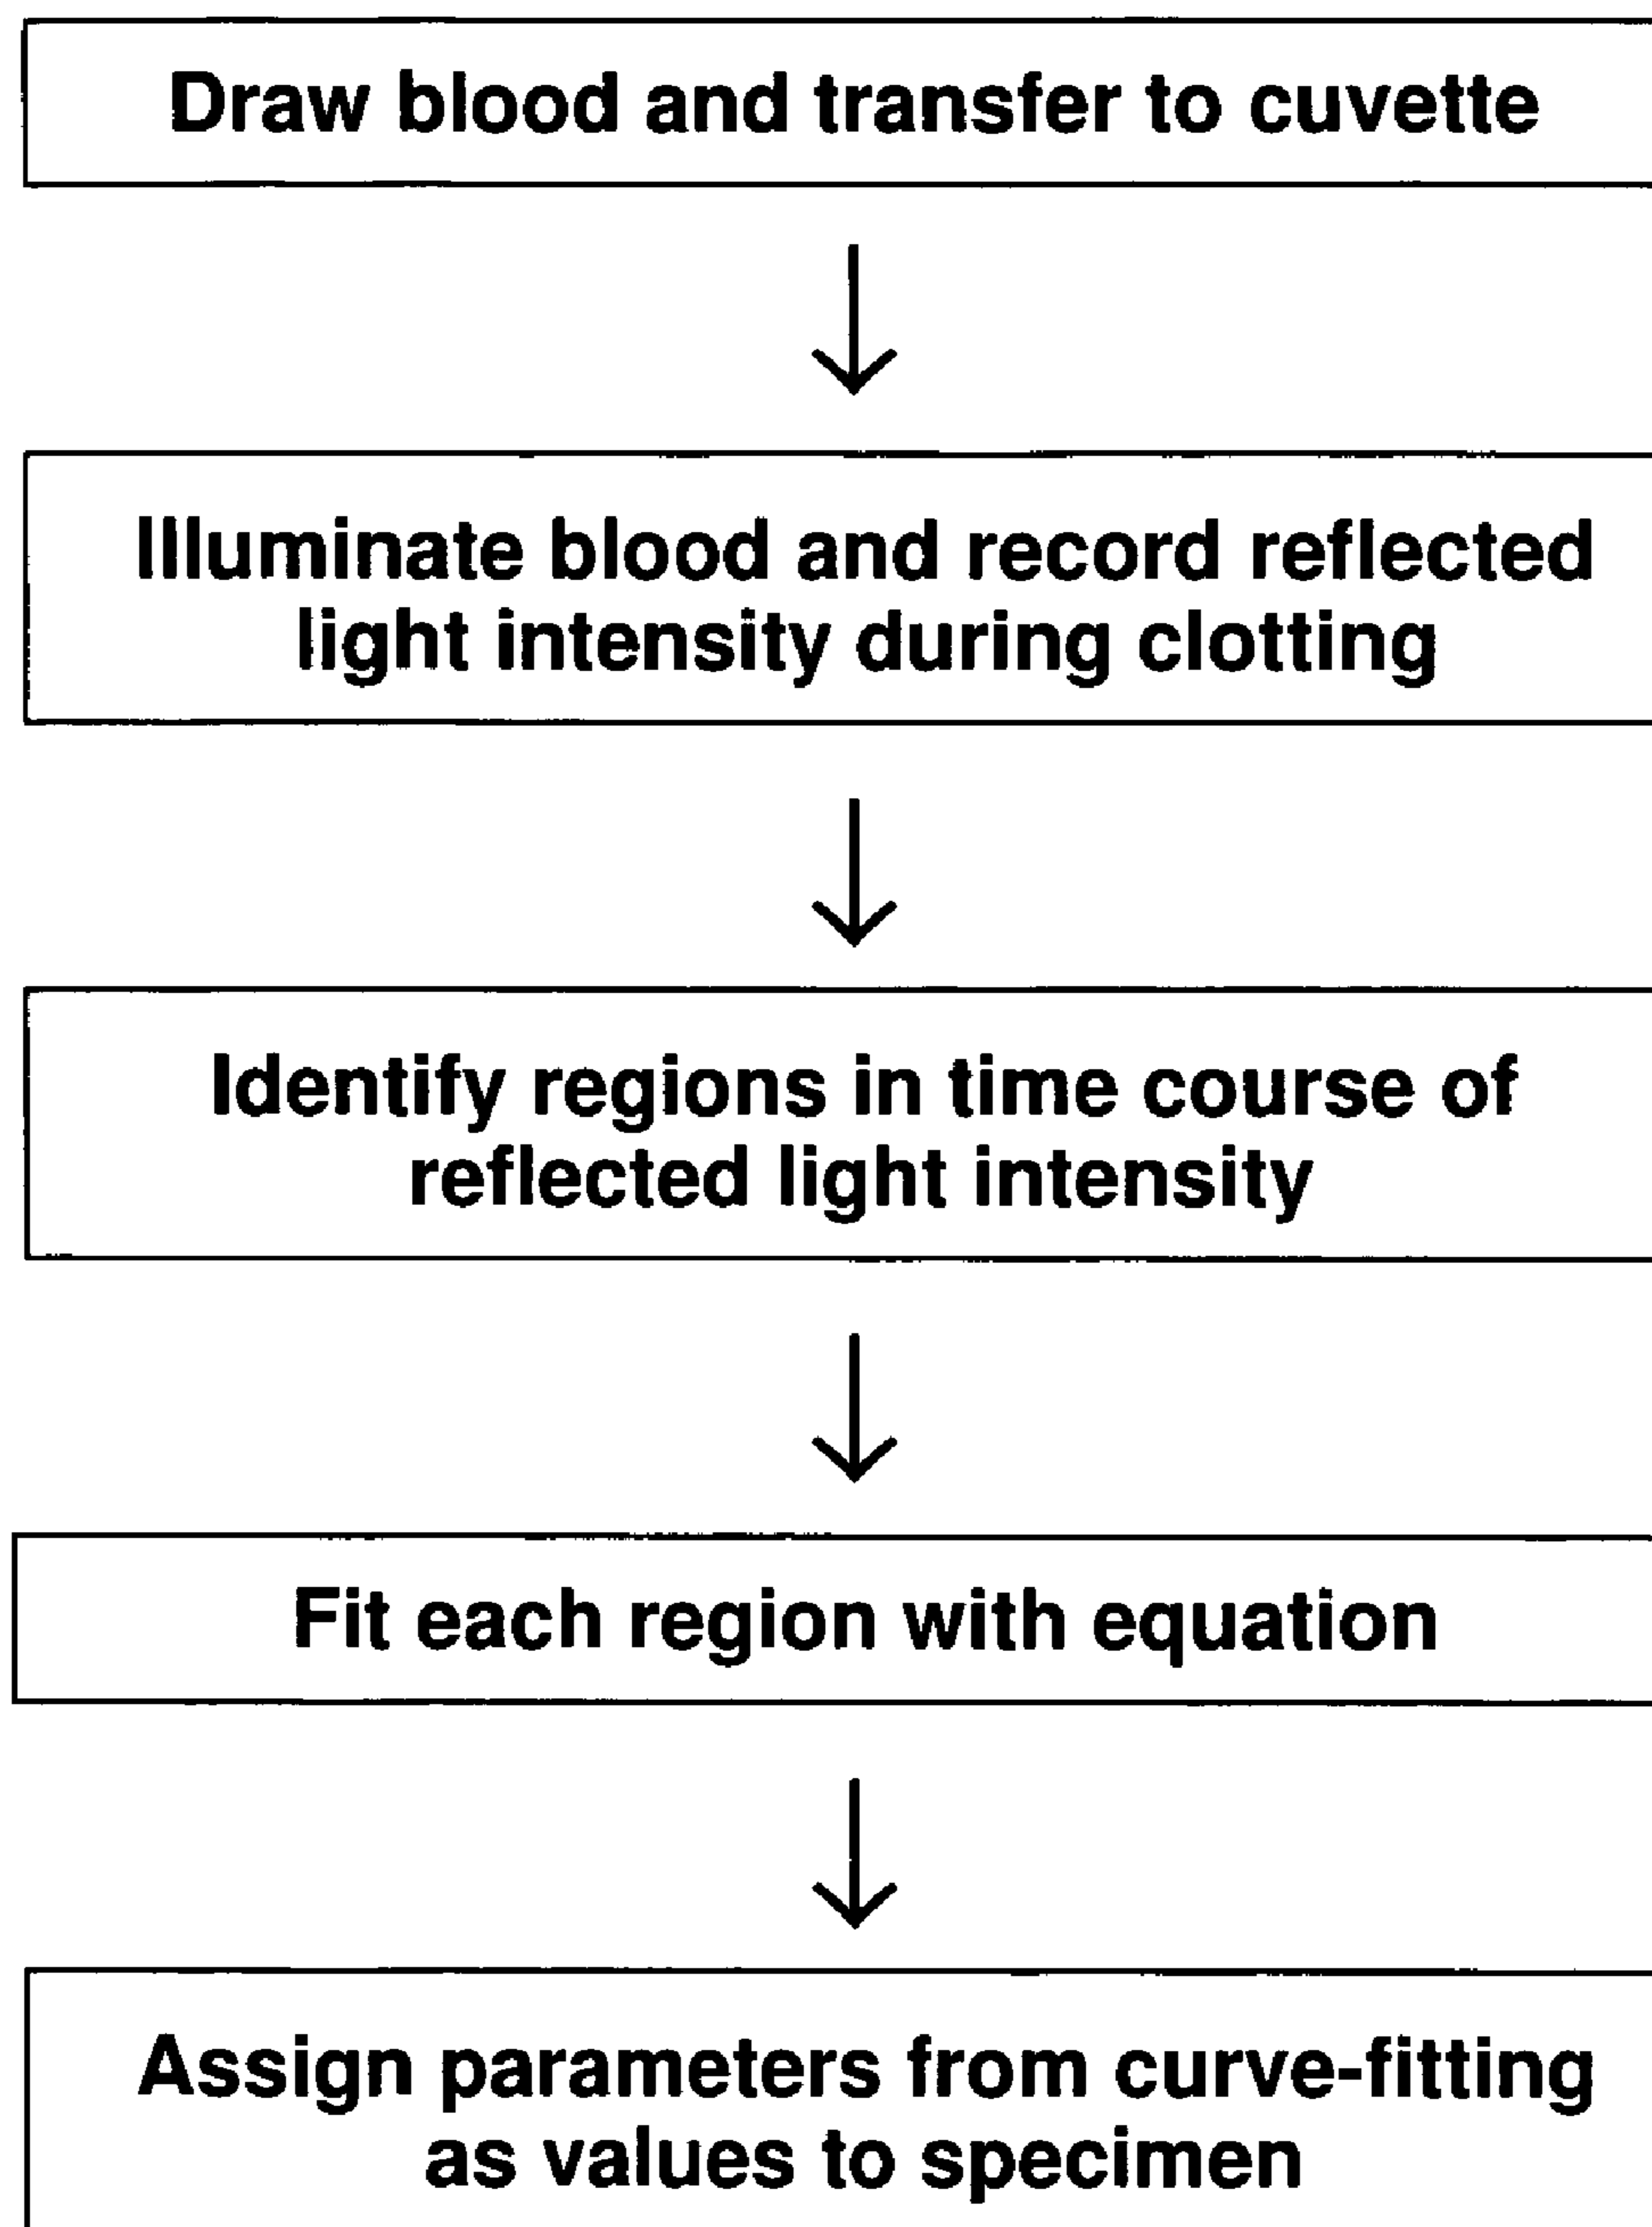 Draw blood and transfer to cuvette
Illuminate blood and record reflected
light intensity during clotting
Identify regions in time course of
reflected light intensity
Fit each region with equation
Assign parameters from curve-fitting
as values to specimen